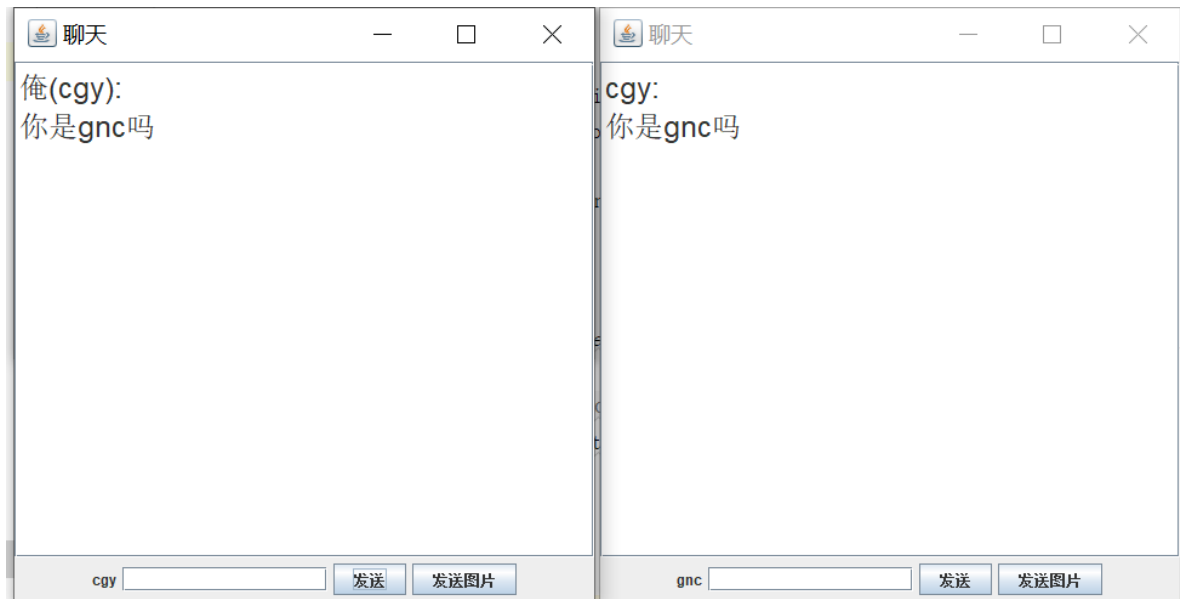 聊天
俺(cgy):
你是gnc吗
cgy 发送 发送图片
聊天
cgy:
你是gnc吗
gnc 发送 发送图片